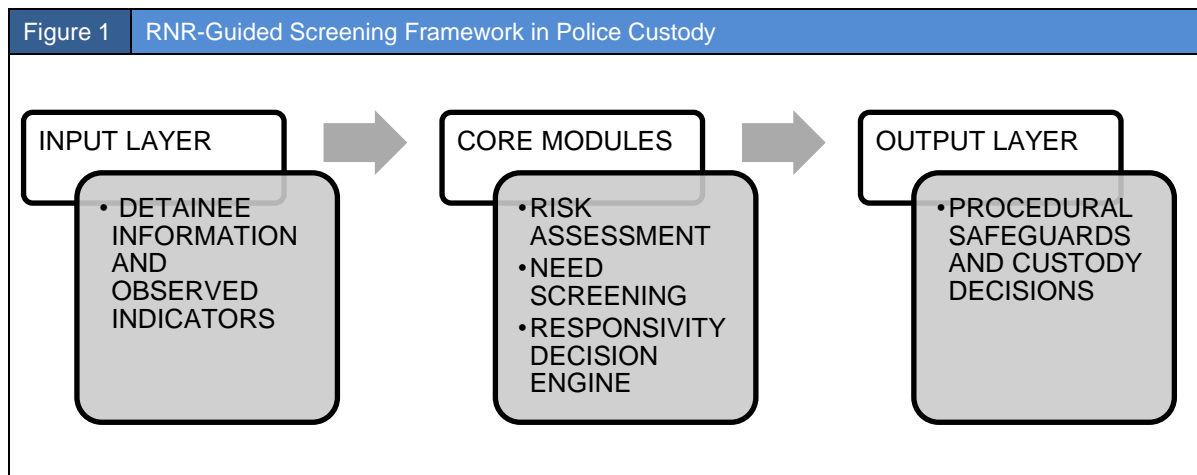 Figure 1 RNR-Guided Screening Framework in Police Custody
INPUT LAYER
• DETAINEE
INFORMATION
AND
OBSERVED
INDICATORS
CORE MODULES
•RISK
ASSESSMENT
•NEED
SCREENING
•RESPONSIVITY
DECISION
ENGINE
OUTPUT LAYER
•PROCEDURAL
SAFEGUARDS
AND CUSTODY
DECISIONS